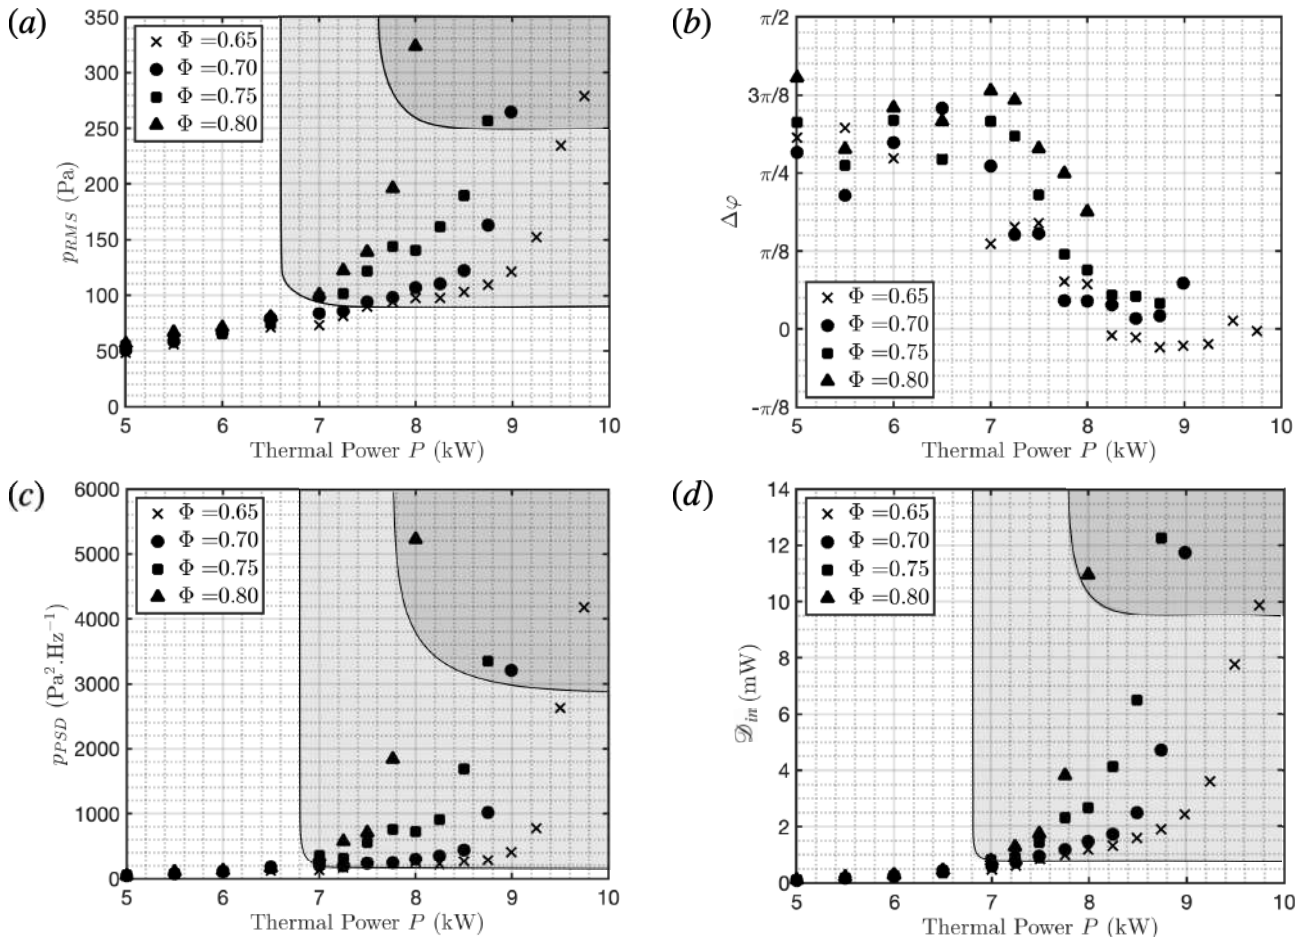 (a)
350
300
250
200
150
100
50
0
p_RMS (Pa)
× Φ =0.65
● Φ =0.70
■ Φ =0.75
▲ Φ =0.80
5 6 7 8 9 10
Thermal Power P (kW)
(b)
π/2
3π/8
π/4
π/8
0
-π/8
Δφ
× Φ =0.65
● Φ =0.70
■ Φ =0.75
▲ Φ =0.80
5 6 7 8 9 10
Thermal Power P (kW)
(c)
6000
5000
4000
3000
2000
1000
0
p_PSD (Pa².Hz⁻¹)
× Φ =0.65
● Φ =0.70
■ Φ =0.75
▲ Φ =0.80
5 6 7 8 9 10
Thermal Power P (kW)
(d)
14
12
10
8
6
4
2
0
𝒟_in (mW)
× Φ =0.65
● Φ =0.70
■ Φ =0.75
▲ Φ =0.80
5 6 7 8 9 10
Thermal Power P (kW)